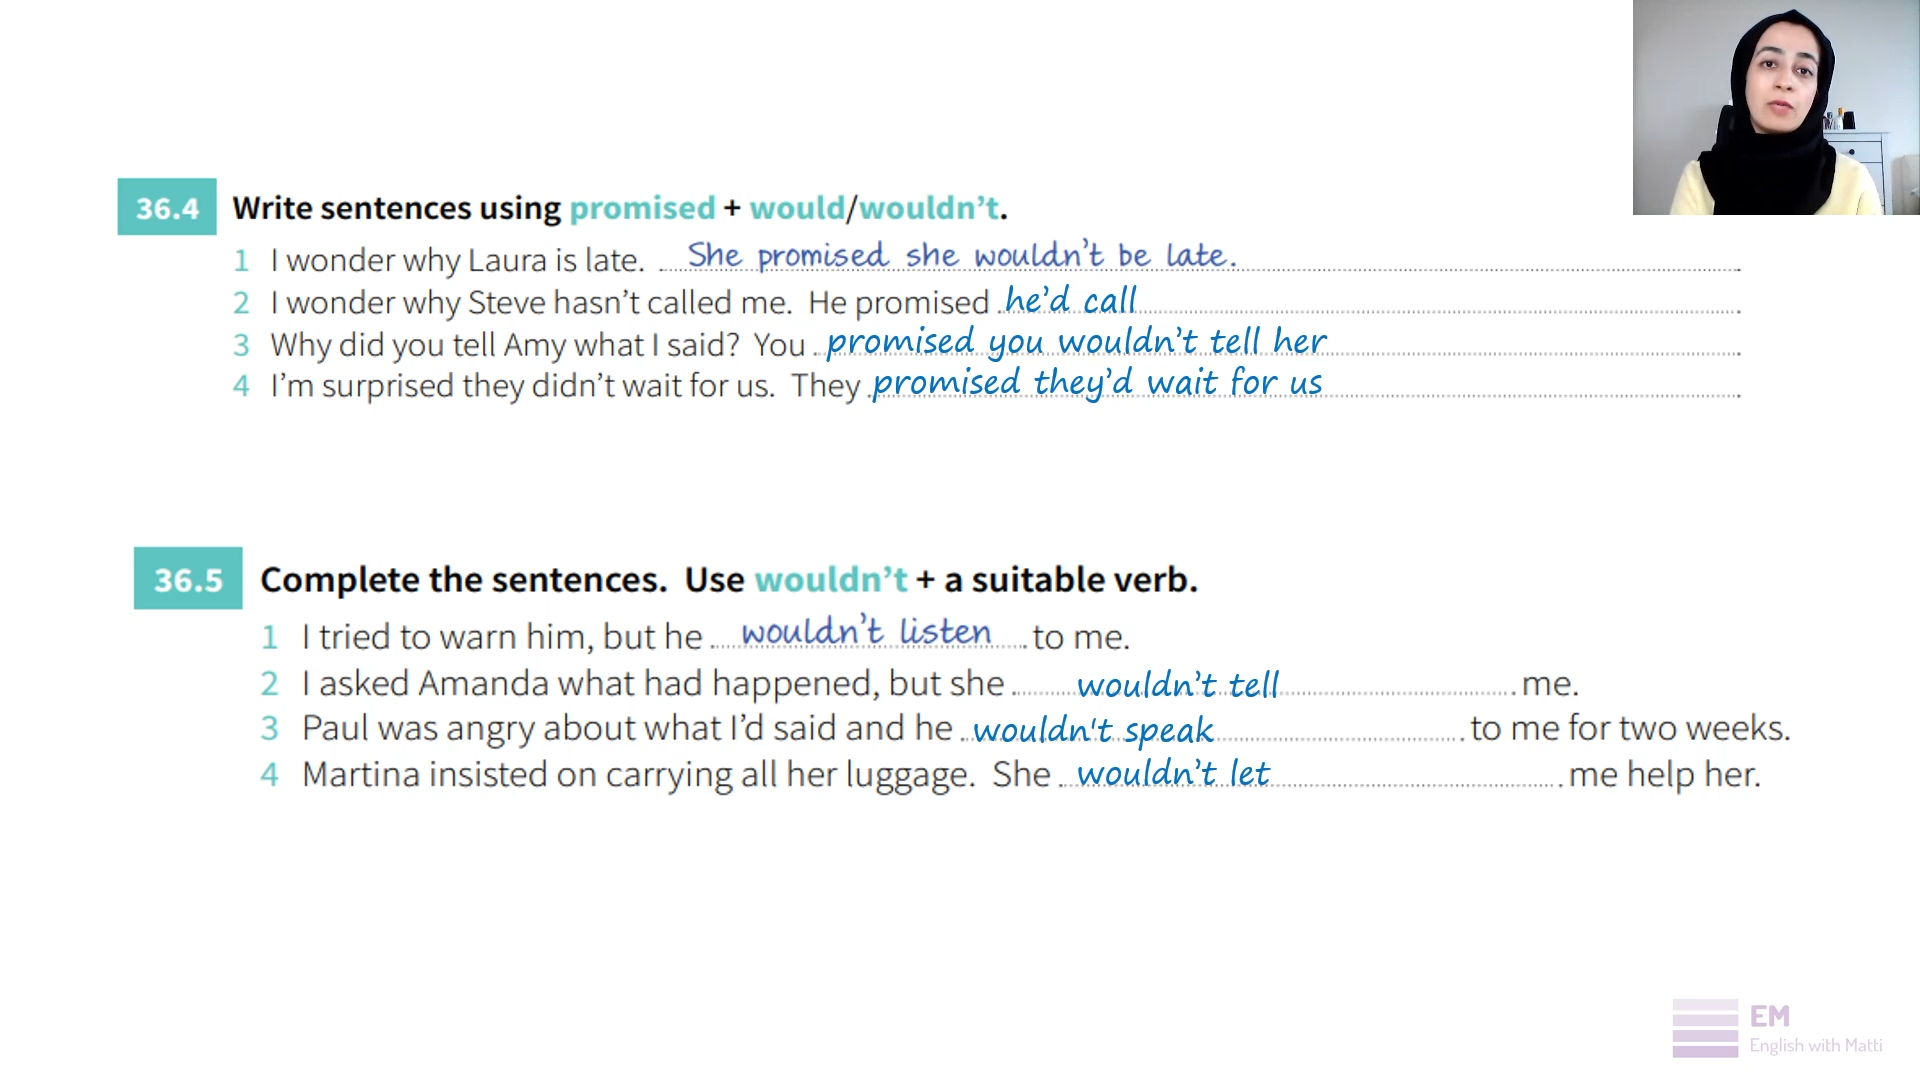 36.4 Write sentences using promised + would/wouldn't.
1 I wonder why Laura is late. She promised she wouldn't be late.
2 I wonder why Steve hasn't called me. He promised he'd call
3 Why did you tell Amy what I said? You promised you wouldn't tell her
4 I'm surprised they didn't wait for us. They promised they'd wait for us
36.5 Complete the sentences. Use wouldn't + a suitable verb.
1 I tried to warn him, but he wouldn't listen to me.
2 I asked Amanda what had happened, but she wouldn't tell me.
3 Paul was angry about what I'd said and he wouldn't speak to me for two weeks.
4 Martina insisted on carrying all her luggage. She wouldn't let me help her.
EM
English with Matti